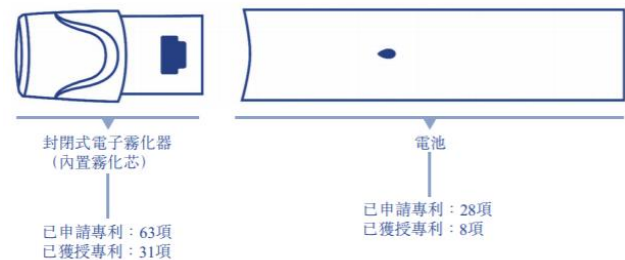 封閉式電子霧化器
（內置霧化芯）
已申請專利：63項
已獲授專利：31項
電池
已申請專利：28項
已獲授專利：8項